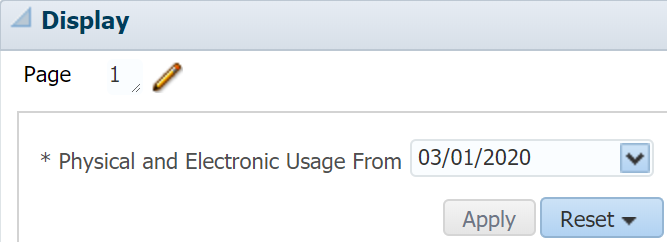 Display
Page 1
* Physical and Electronic Usage From 03/01/2020
Apply Reset